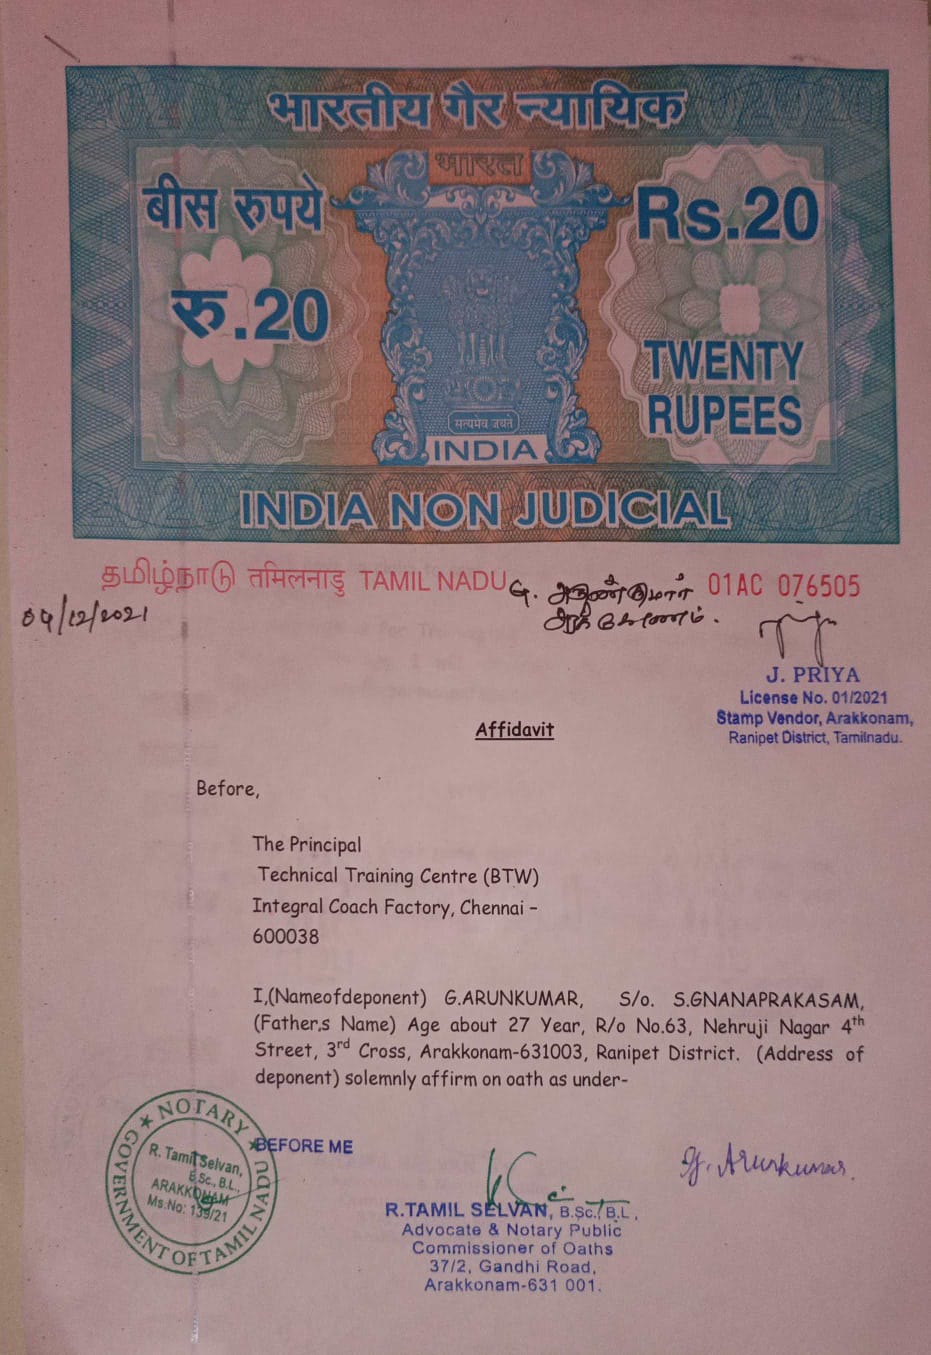 भारतीय गैर न्यायिक
भारत
बीस रुपये
रु.20
Rs.20
TWENTY
RUPEES
सत्यमेव जयते
INDIA
INDIA NON JUDICIAL
தமிழ்நாடு तमिलनाडु TAMIL NADU
01AC 076505
04/12/2021
G. அருண்குமார்
அரக்கோணம்.
J. PRIYA
License No. 01/2021
Stamp Vendor, Arakkonam,
Ranipet District, Tamilnadu.
Affidavit
Before,
The Principal
Technical Training Centre (BTW)
Integral Coach Factory, Chennai –
600038
I,(Nameofdeponent) G.ARUNKUMAR, S/o. S.GNANAPRAKASAM,
(Father,s Name) Age about 27 Year, R/o No.63, Nehruji Nagar 4th
Street, 3rd Cross, Arakkonam-631003, Ranipet District. (Address of
deponent) solemnly affirm on oath as under-
BEFORE ME
NOTARY
GOVERNMENT OF TAMIL NADU
R. Tamil Selvan,
B.Sc., B.L.,
ARAKKONAM
Ms.No: 139/21
G. Arunkumar
R.TAMIL SELVAN, B.Sc., B.L.,
Advocate & Notary Public
Commissioner of Oaths
37/2, Gandhi Road,
Arakkonam-631 001.